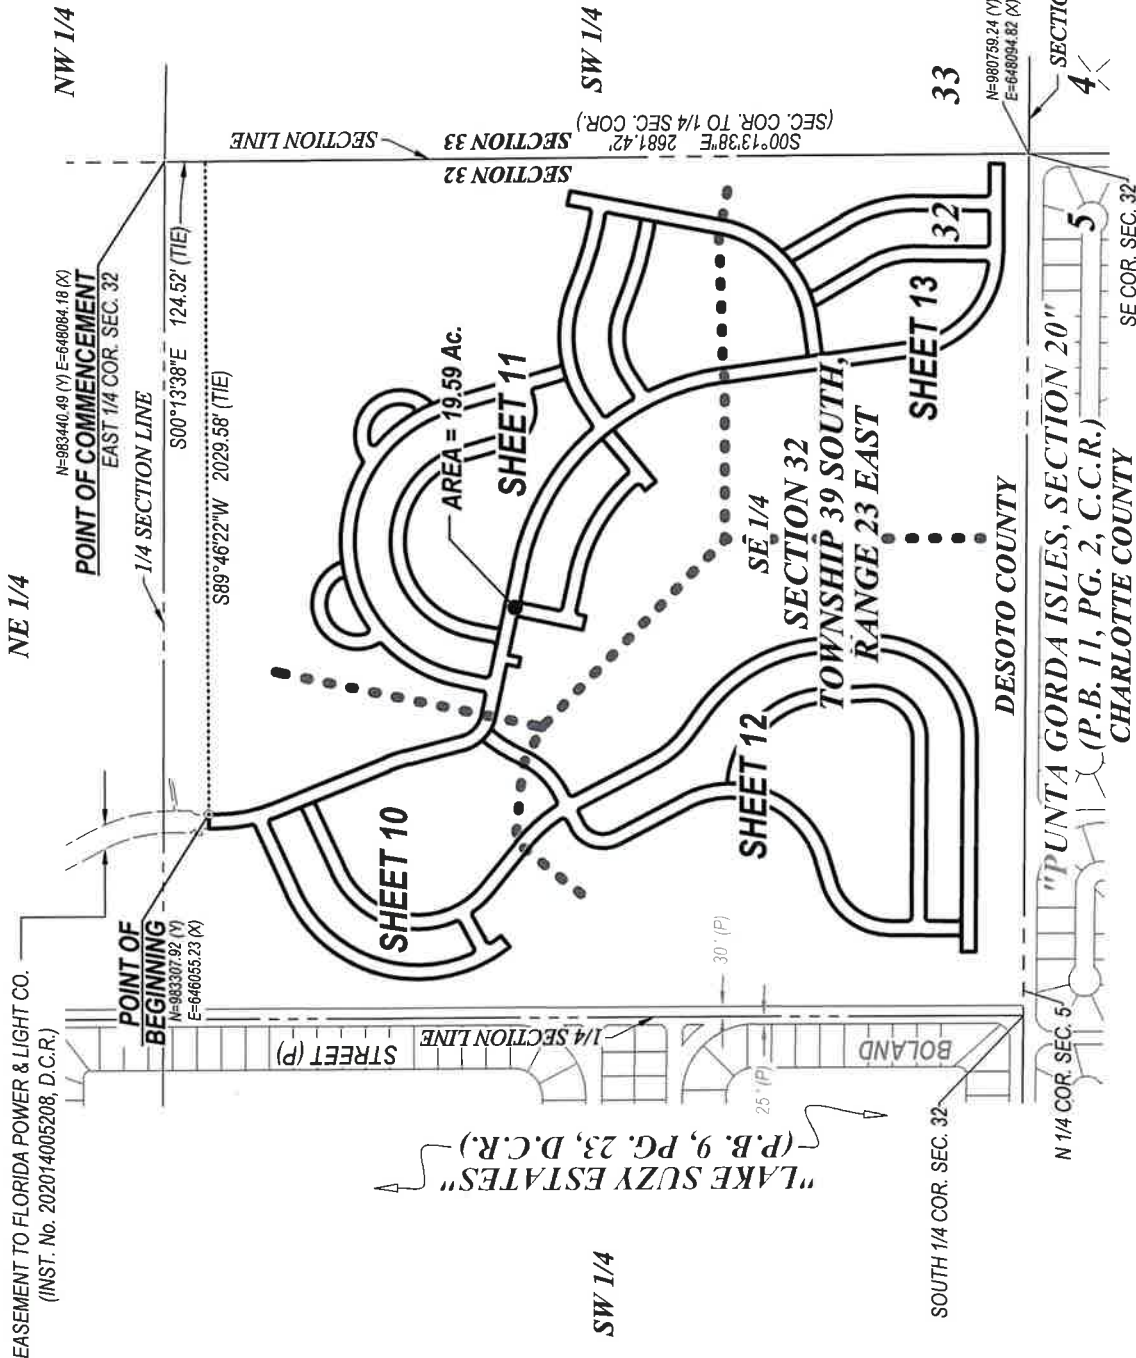 EASEMENT TO FLORIDA POWER & LIGHT CO.
(INST. No. 202014005208, D.C.R.)
NE 1/4
NW 1/4
N=983440.49 (Y) E=648084.18 (X)
POINT OF COMMENCEMENT
EAST 1/4 COR. SEC. 32
1/4 SECTION LINE
S00°13'38"E 124.52' (TIE)
S89°46'22"W 2029.58' (TIE)
POINT OF
BEGINNING
N=983307.92 (Y)
E=646055.23 (X)
SECTION LINE
SECTION 33
SECTION 32
S00°13'38"E 2681.42'
(SEC. COR. TO 1/4 SEC. COR.)
SW 1/4
33
SHEET 10
SHEET 11
AREA = 19.59 Ac.
SHEET 12
SHEET 13
32
SE 1/4
SECTION 32
TOWNSHIP 39 SOUTH,
RANGE 23 EAST
STREET (P)
1/4 SECTION LINE
30 ' (P)
25 ' (P)
BOLAND
"LAKE SUZY ESTATES"
(P.B. 9, PG. 23, D.C.R.)
SW 1/4
SOUTH 1/4 COR. SEC. 32
N 1/4 COR. SEC. 5
DESOTO COUNTY
"PUNTA GORDA ISLES, SECTION 20"
(P.B. 11, PG. 2, C.C.R.)
CHARLOTTE COUNTY
5
SE COR. SEC. 32
N=980759.24 (Y)
E=648094.82 (X)
SECTIO
4